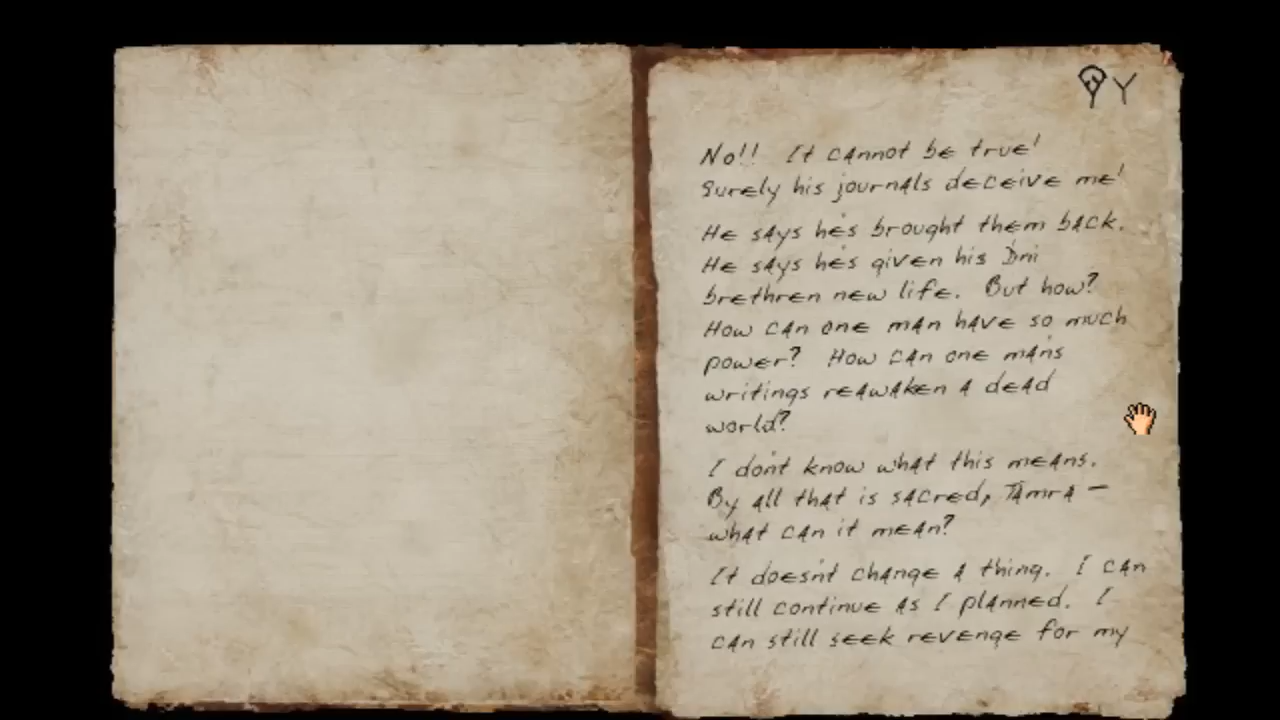 No!! It cannot be true!
Surely his journals deceive me!
He says he's brought them back.
He says he's given his D'ni
brethren new life. But how?
How can one man have so much
power? How can one man's
writings reawaken a dead
world?
I don't know what this means.
By all that is sacred, Tamra –
what can it mean?
It doesn't change a thing. I can
still continue as I planned. I
can still seek revenge for my